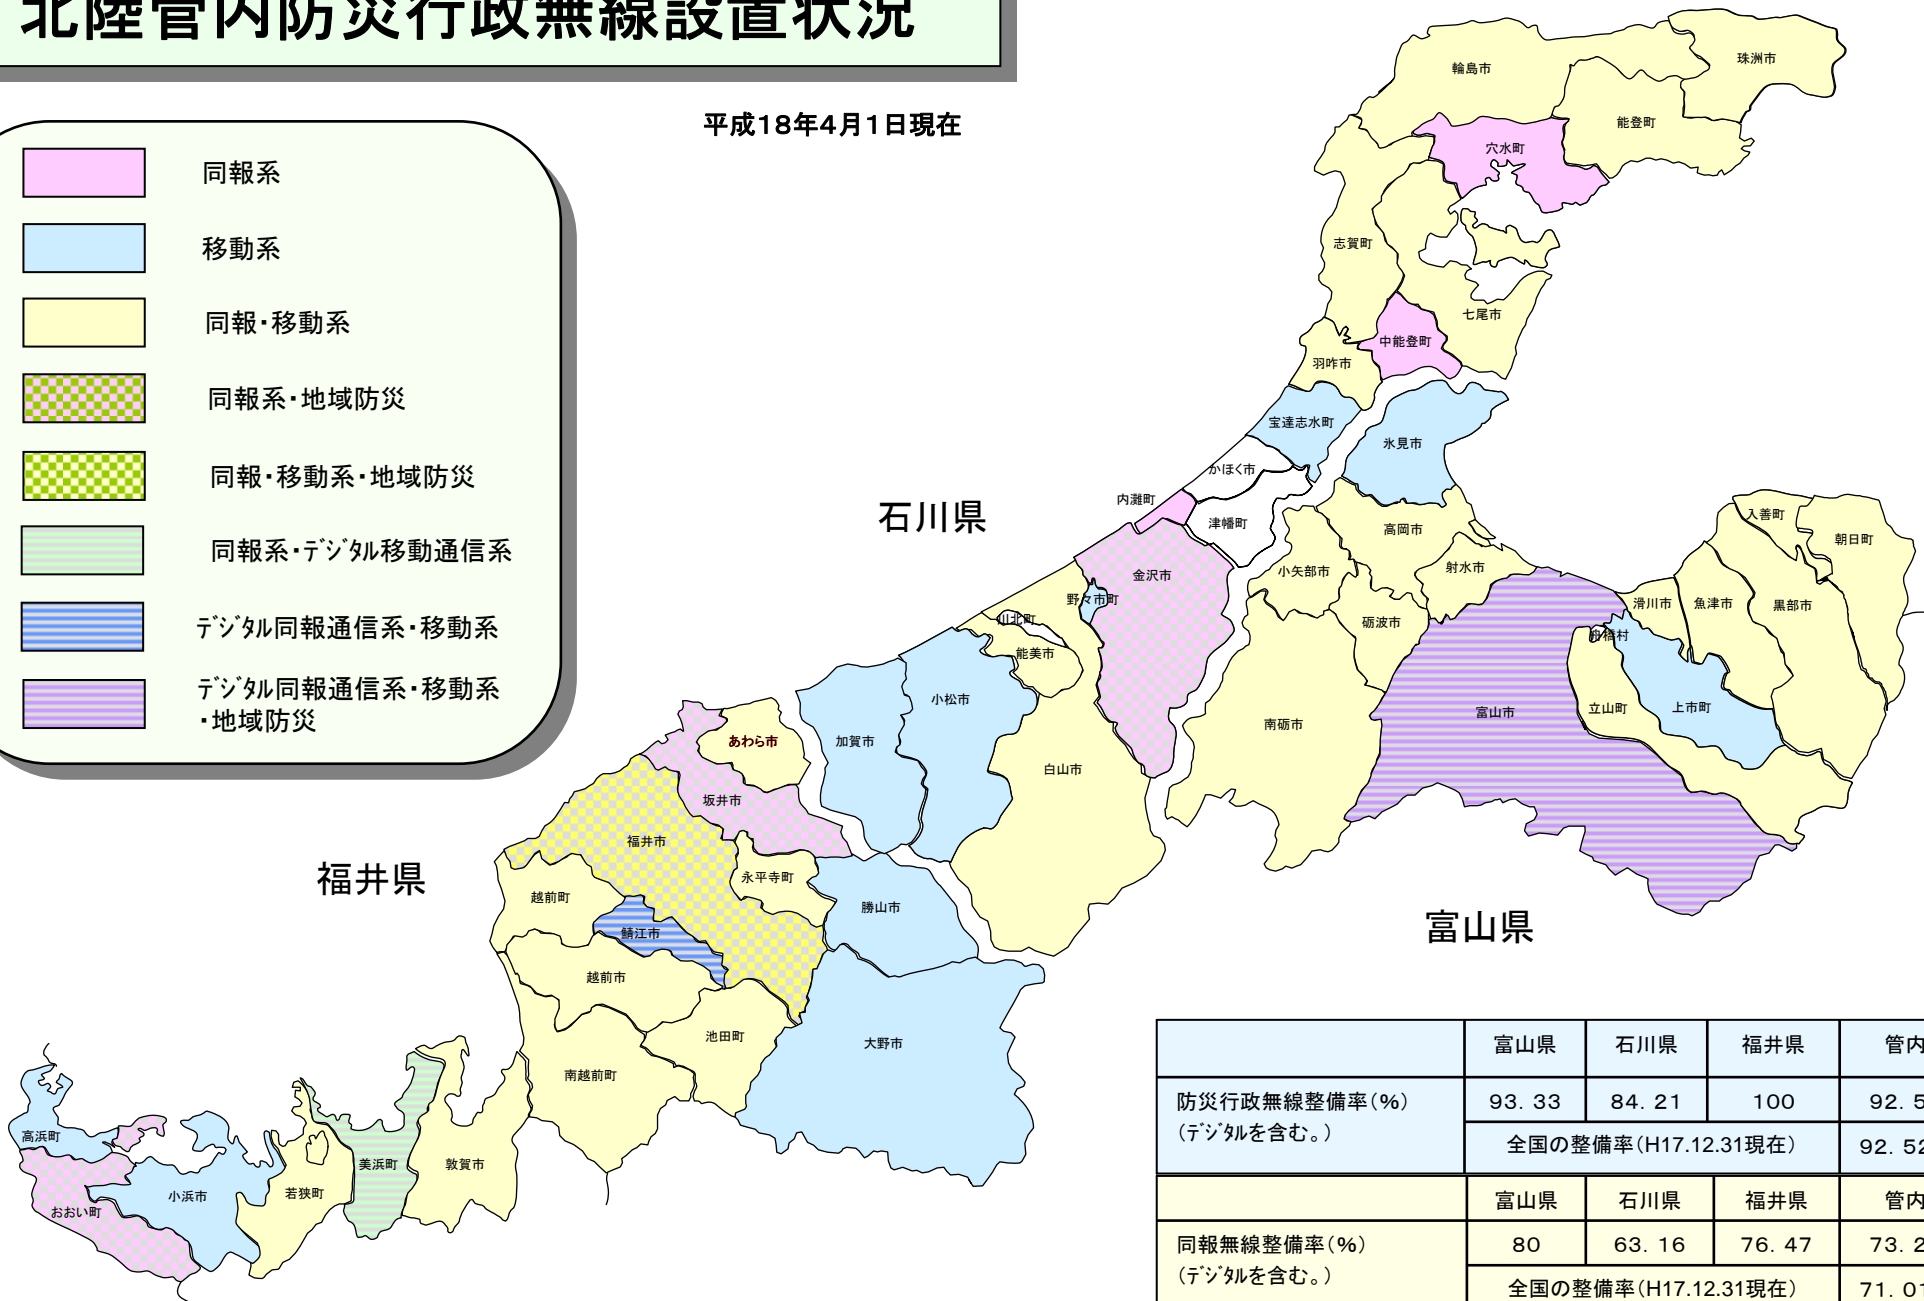 北陸管内防災行政無線設置状況
平成18年4月1日現在
同報系
移動系
同報・移動系
同報系・地域防災
同報・移動系・地域防災
同報系・ﾃﾞｼﾞﾀﾙ移動通信系
ﾃﾞｼﾞﾀﾙ同報通信系・移動系
ﾃﾞｼﾞﾀﾙ同報通信系・移動系
・地域防災
石川県
輪島市
珠洲市
能登町
穴水町
志賀町
七尾市
中能登町
羽咋市
宝達志水町
かほく市
内灘町
津幡町
金沢市
野々市町
川北町
能美市
小松市
加賀市
白山市
富山県
氷見市
高岡市
小矢部市
射水市
砺波市
南砺市
富山市
滑川市
舟橋村
立山町
上市町
魚津市
黒部市
入善町
朝日町
福井県
あわら市
坂井市
福井市
永平寺町
勝山市
越前町
鯖江市
越前市
池田町
大野市
南越前町
敦賀市
美浜町
若狭町
小浜市
おおい町
高浜町
富山県 石川県 福井県 管内
防災行政無線整備率(%) 93.33 84.21 100 92.5
(ﾃﾞｼﾞﾀﾙを含む。)
全国の整備率(H17.12.31現在) 92.52
富山県 石川県 福井県 管内
同報無線整備率(%) 80 63.16 76.47 73.2
(ﾃﾞｼﾞﾀﾙを含む。)
全国の整備率(H17.12.31現在) 71.01